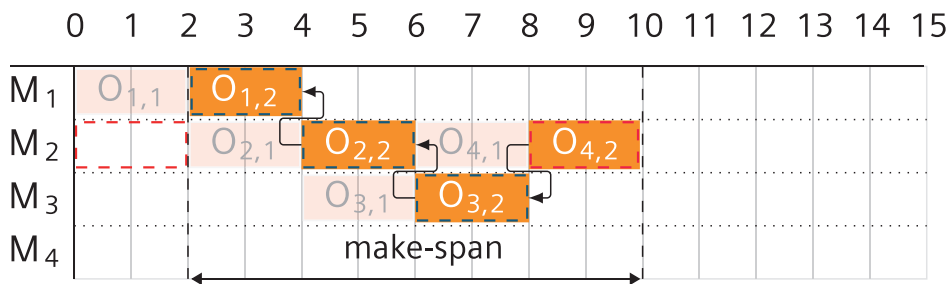 0 1 2 3 4 5 6 7 8 9 10 11 12 13 14 15
M1 O1,1 O1,2
M2 O2,1 O2,2 O4,1 O4,2
M3 O3,1 O3,2
M4 make-span